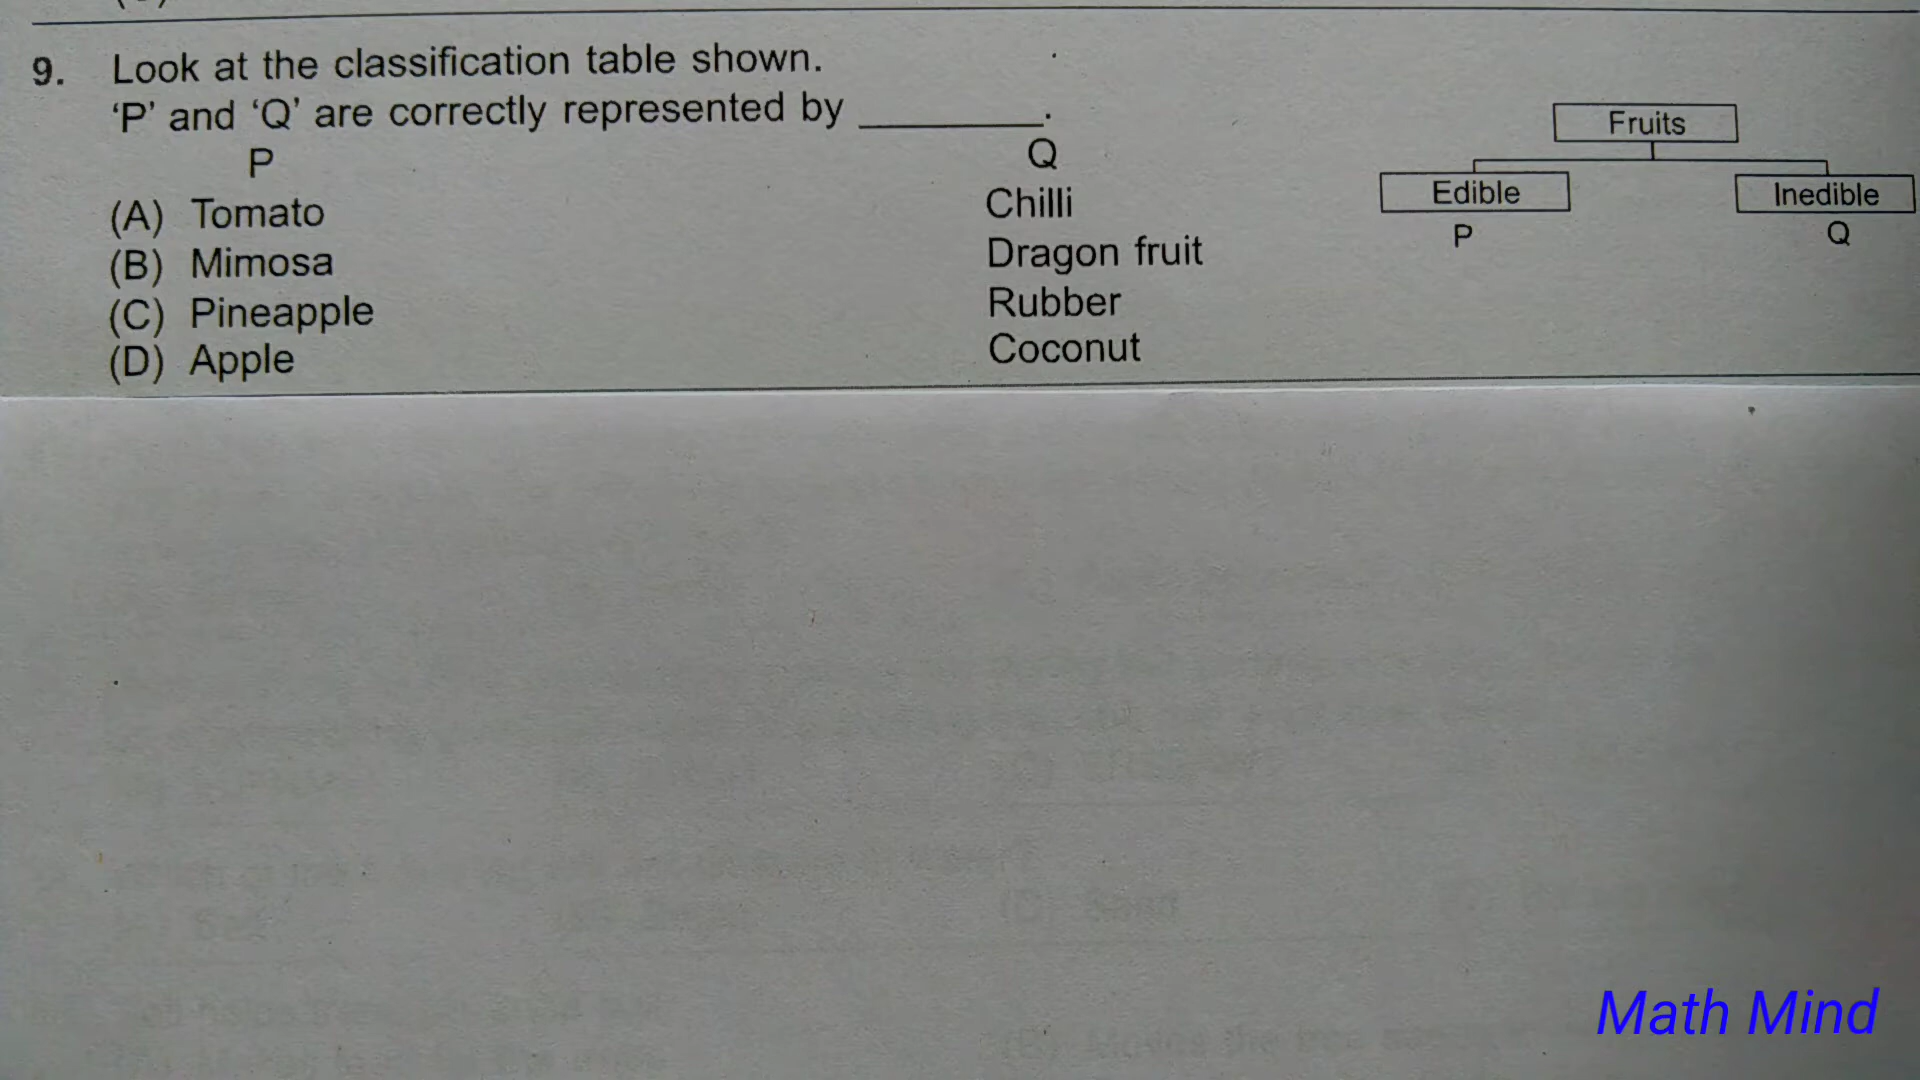 9. Look at the classification table shown.
‘P’ and ‘Q’ are correctly represented by ________.
P Q
(A) Tomato Chilli
(B) Mimosa Dragon fruit
(C) Pineapple Rubber
(D) Apple Coconut
Fruits
Edible Inedible
P Q
(C) Sand
Math Mind